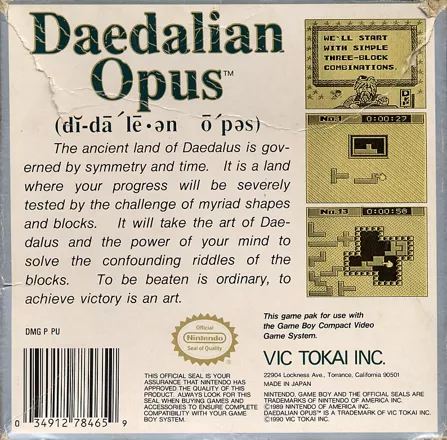 Daedalian
Opus™
(dī-dā´lē•ən ō´pəs)
The ancient land of Daedalus is gov-
erned by symmetry and time. It is a land
where your progress will be severely
tested by the challenge of myriad shapes
and blocks. It will take the art of Dae-
dalus and the power of your mind to
solve the confounding riddles of the
blocks. To be beaten is ordinary, to
achieve victory is an art.
WE'LL START
WITH SIMPLE
THREE-BLOCK
COMBINATIONS.
No.1 0:00:27
No.13 0:00:56
DMG P PU
0 34912 78465 9
Official
Nintendo
Seal of Quality
THIS OFFICIAL SEAL IS YOUR
ASSURANCE THAT NINTENDO HAS
APPROVED THE QUALITY OF THIS
PRODUCT. ALWAYS LOOK FOR THIS
SEAL WHEN BUYING GAMES AND
ACCESSORIES TO ENSURE COMPLETE
COMPATIBILITY WITH YOUR GAME
BOY SYSTEM.
This game pak for use with
the Game Boy Compact Video
Game System.
VIC TOKAI INC.
22904 Lockness Ave., Torrance, California 90501
MADE IN JAPAN
NINTENDO, GAME BOY AND THE OFFICIAL SEALS ARE
TRADEMARKS OF NINTENDO OF AMERICA INC.
©1989 NINTENDO OF AMERICA INC.
DAEDALIAN OPUS™ IS A TRADEMARK OF VIC TOKAI INC.
©1990 VIC TOKAI INC.